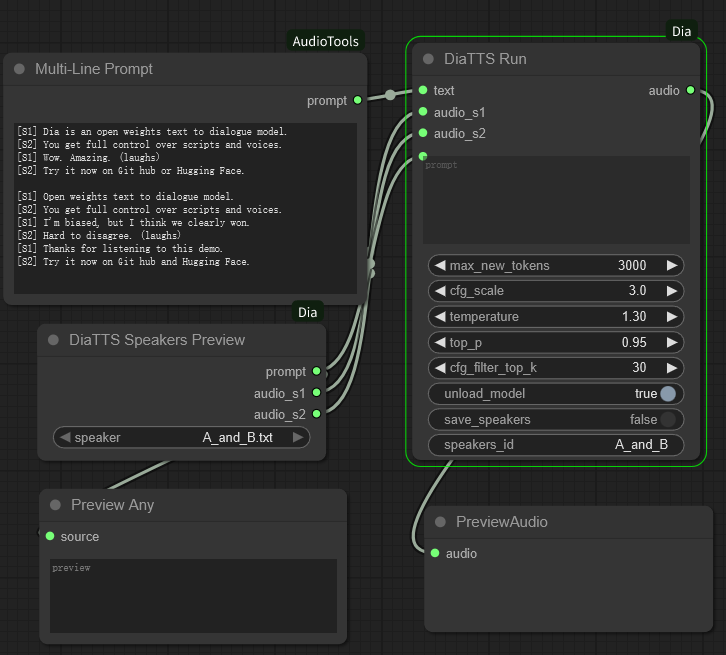 AudioTools
Multi-Line Prompt
prompt
[S1] Dia is an open weights text to dialogue model.
[S2] You get full control over scripts and voices.
[S1] Wow. Amazing. (laughs)
[S2] Try it now on Git hub or Hugging Face.
[S1] Open weights text to dialogue model.
[S2] You get full control over scripts and voices.
[S1] I'm biased, but I think we clearly won.
[S2] Hard to disagree. (laughs)
[S1] Thanks for listening to this demo.
[S2] Try it now on Git hub and Hugging Face.
Dia
DiaTTS Speakers Preview
prompt
audio_s1
audio_s2
speaker A_and_B.txt
Preview Any
source
preview
Dia
DiaTTS Run
text audio
audio_s1
audio_s2
prompt
max_new_tokens 3000
cfg_scale 3.0
temperature 1.30
top_p 0.95
cfg_filter_top_k 30
unload_model true
save_speakers false
speakers_id A_and_B
PreviewAudio
audio